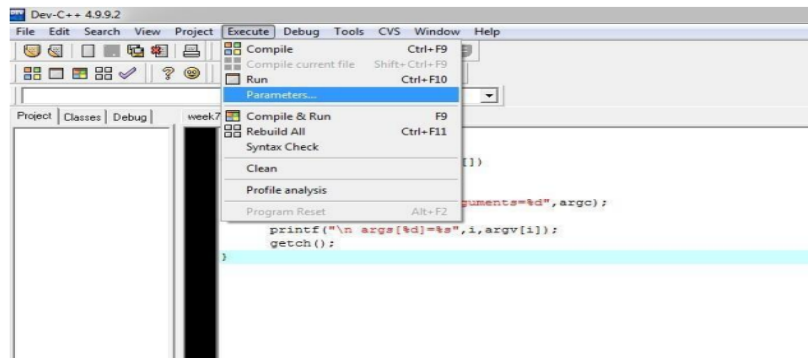 Dev-C++ 4.9.9.2
File Edit Search View Project Execute Debug Tools CVS Window Help
Compile Ctrl+F9
Compile current file Shift+Ctrl+F9
Run Ctrl+F10
Parameters...
Compile & Run F9
Rebuild All Ctrl+F11
Syntax Check
Clean
Profile analysis
Program Reset Alt+F2
Project Classes Debug week7
[])
guments=%d",argc);
printf("\n args[%d]=%s",i,argv[i]);
getch();
}